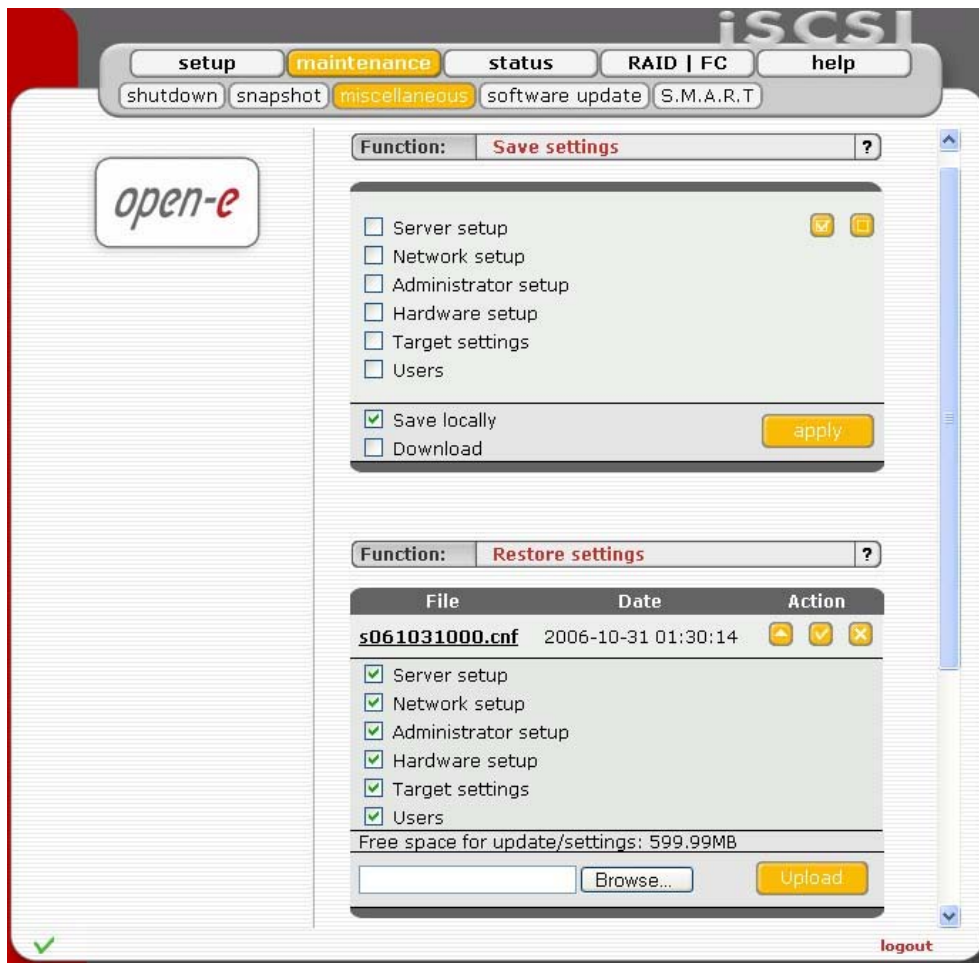 iSCSI
setup maintenance status RAID | FC help
shutdown snapshot miscellaneous software update S.M.A.R.T
open-e
Function: Save settings ?
Server setup
Network setup
Administrator setup
Hardware setup
Target settings
Users
Save locally
Download
apply
Function: Restore settings ?
File Date Action
s061031000.cnf 2006-10-31 01:30:14
Server setup
Network setup
Administrator setup
Hardware setup
Target settings
Users
Free space for update/settings: 599.99MB
Browse... Upload
logout